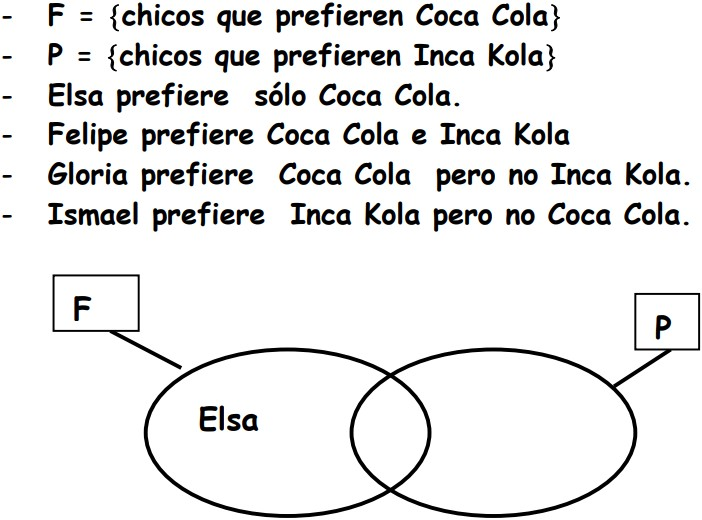 - F = {chicos que prefieren Coca Cola}
- P = {chicos que prefieren Inca Kola}
- Elsa prefiere sólo Coca Cola.
- Felipe prefiere Coca Cola e Inca Kola
- Gloria prefiere Coca Cola pero no Inca Kola.
- Ismael prefiere Inca Kola pero no Coca Cola.
F
P
Elsa